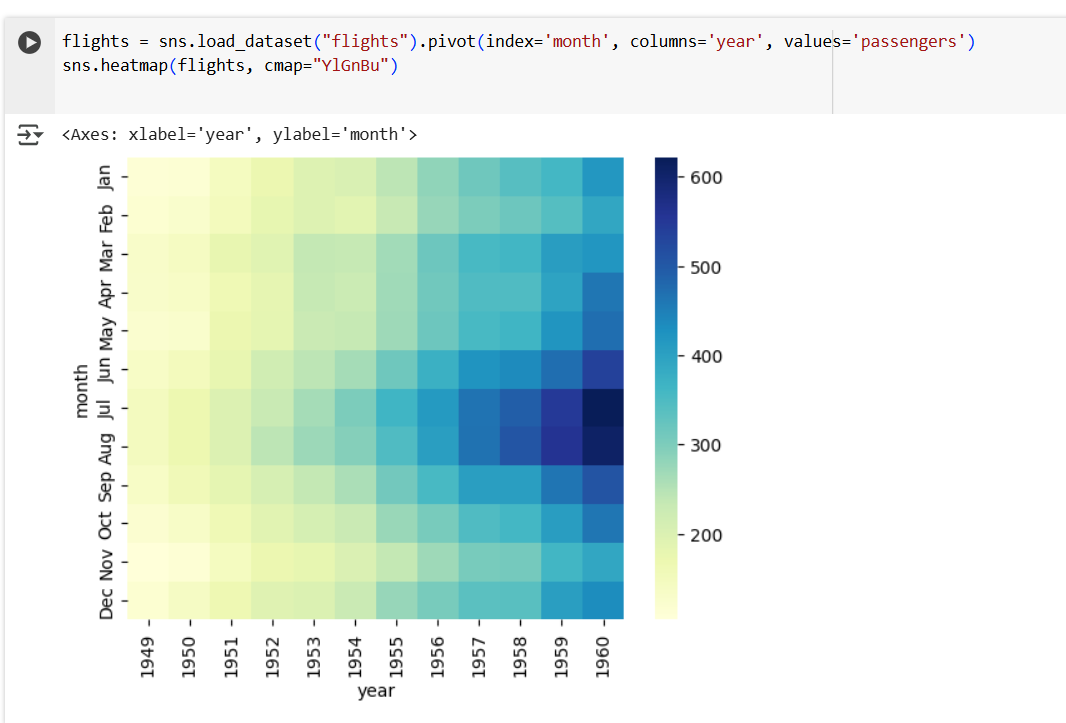 flights = sns.load_dataset("flights").pivot(index='month', columns='year', values='passengers')
sns.heatmap(flights, cmap="YlGnBu")
<Axes: xlabel='year', ylabel='month'>
month
Jan
Feb
Mar
Apr
May
Jun
Jul
Aug
Sep
Oct
Nov
Dec
1949 1950 1951 1952 1953 1954 1955 1956 1957 1958 1959 1960
year
600
500
400
300
200